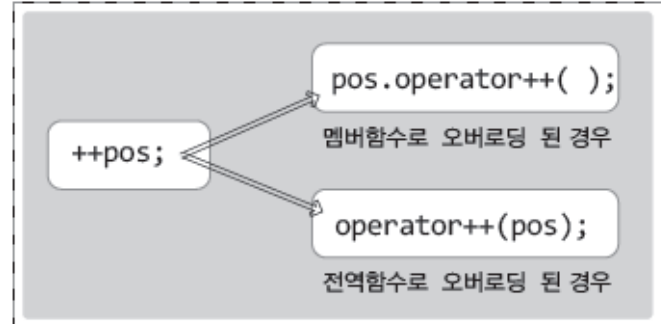 pos.operator++( );
멤버함수로 오버로딩 된 경우
++pos;
operator++(pos);
전역함수로 오버로딩 된 경우